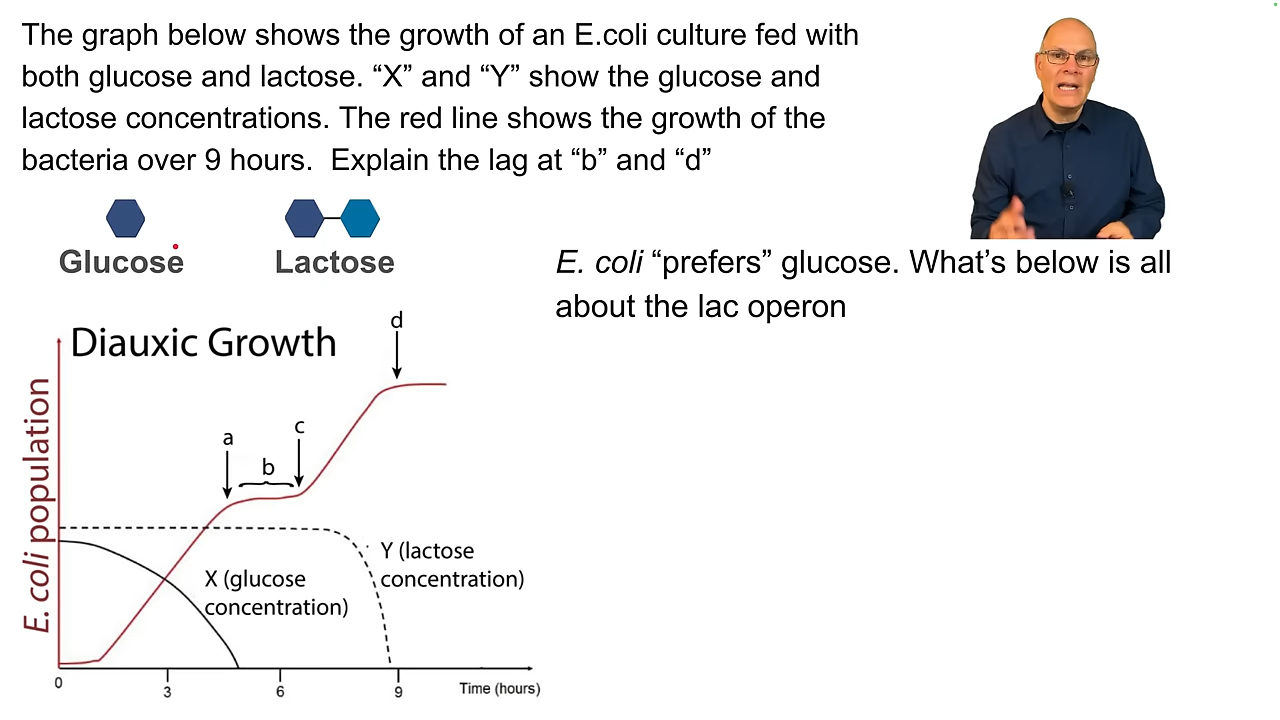 The graph below shows the growth of an E.coli culture fed with
both glucose and lactose. “X” and “Y” show the glucose and
lactose concentrations. The red line shows the growth of the
bacteria over 9 hours.  Explain the lag at “b” and “d”
Glucose
Lactose
E. coli “prefers” glucose. What’s below is all
about the lac operon
Diauxic Growth
d
a
b
c
E. coli population
Y (lactose
concentration)
X (glucose
concentration)
0
3
6
9
Time (hours)